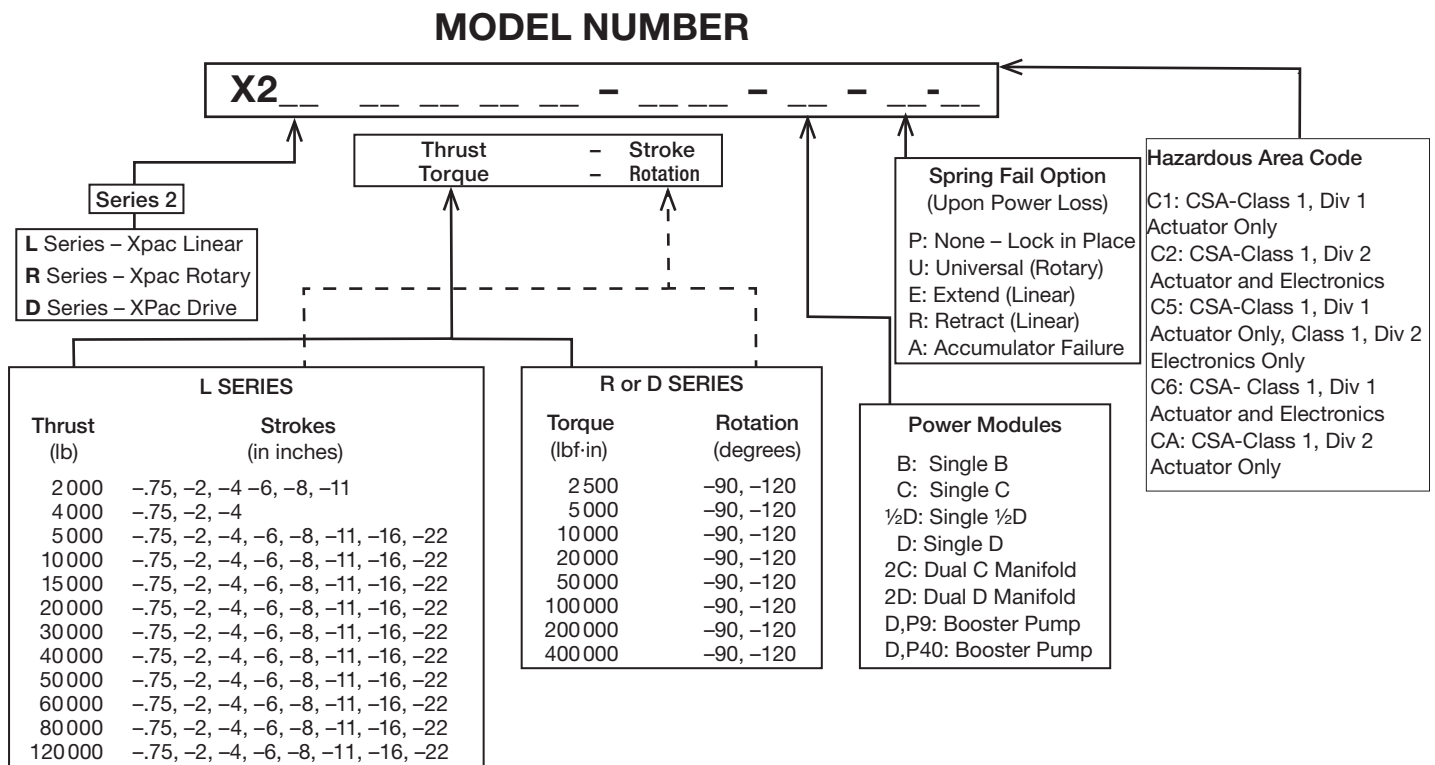 MODEL NUMBER
X2__ __ __ __ __ – __ __ – __ – __-__
Thrust – Stroke
Torque – Rotation
Series 2
L Series – Xpac Linear
R Series – Xpac Rotary
D Series – XPac Drive
Spring Fail Option
(Upon Power Loss)
P: None – Lock in Place
U: Universal (Rotary)
E: Extend (Linear)
R: Retract (Linear)
A: Accumulator Failure
Hazardous Area Code
C1: CSA-Class 1, Div 1
Actuator Only
C2: CSA-Class 1, Div 2
Actuator and Electronics
C5: CSA-Class 1, Div 1
Actuator Only, Class 1, Div 2
Electronics Only
C6: CSA- Class 1, Div 1
Actuator and Electronics
CA: CSA-Class 1, Div 2
Actuator Only
L SERIES
Thrust Strokes
(lb) (in inches)
2 000 –.75, –2, –4 –6, –8, –11
4 000 –.75, –2, –4
5 000 –.75, –2, –4, –6, –8, –11, –16, –22
10 000 –.75, –2, –4, –6, –8, –11, –16, –22
15 000 –.75, –2, –4, –6, –8, –11, –16, –22
20 000 –.75, –2, –4, –6, –8, –11, –16, –22
30 000 –.75, –2, –4, –6, –8, –11, –16, –22
40 000 –.75, –2, –4, –6, –8, –11, –16, –22
50 000 –.75, –2, –4, –6, –8, –11, –16, –22
60 000 –.75, –2, –4, –6, –8, –11, –16, –22
80 000 –.75, –2, –4, –6, –8, –11, –16, –22
120 000 –.75, –2, –4, –6, –8, –11, –16, –22
R or D SERIES
Torque Rotation
(lbf·in) (degrees)
2 500 –90, –120
5 000 –90, –120
10 000 –90, –120
20 000 –90, –120
50 000 –90, –120
100 000 –90, –120
200 000 –90, –120
400 000 –90, –120
Power Modules
B: Single B
C: Single C
½D: Single ½D
D: Single D
2C: Dual C Manifold
2D: Dual D Manifold
D,P9: Booster Pump
D,P40: Booster Pump